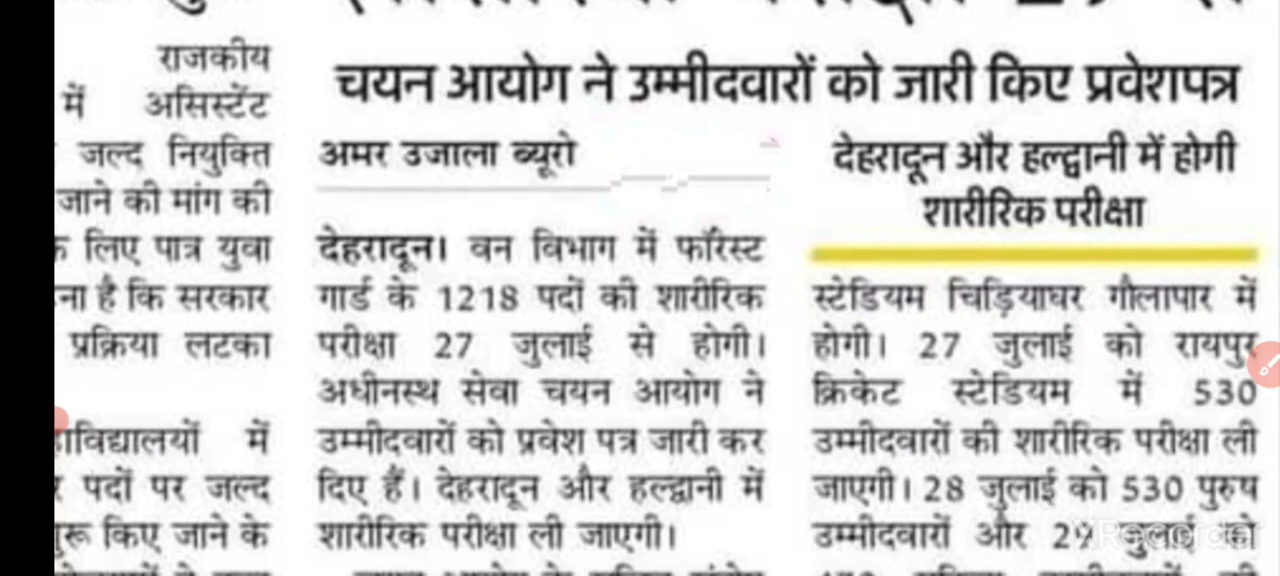 राजकीय
में असिस्टेंट
जल्द नियुक्ति
जाने की मांग की
लिए पात्र युवा
है कि सरकार
प्रक्रिया लटका
में
पदों पर जल्द
किए जाने के
चयन आयोग ने उम्मीदवारों को जारी किए प्रवेशपत्र
अमर उजाला ब्यूरो
देहरादून। वन विभाग में फॉरेस्ट
गार्ड के 1218 पदों की शारीरिक
परीक्षा 27 जुलाई से होगी।
अधीनस्थ सेवा चयन आयोग ने
उम्मीदवारों को प्रवेश पत्र जारी कर
दिए हैं। देहरादून और हल्द्वानी में
शारीरिक परीक्षा ली जाएगी।
देहरादून और हल्द्वानी में होगी
शारीरिक परीक्षा
स्टेडियम चिड़ियाघर गौलापार में
होगी। 27 जुलाई को रायपुर
क्रिकेट स्टेडियम में 530
उम्मीदवारों की शारीरिक परीक्षा ली
जाएगी। 28 जुलाई को 530 पुरुष
उम्मीदवारों और 29 जुलाई को
XRecorder